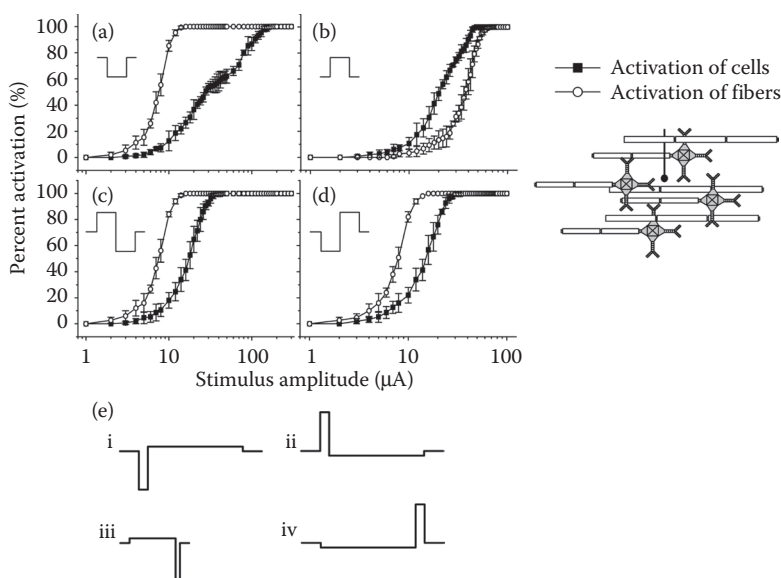 (a)
(b)
Activation of cells
Activation of fibers
100
80
60
40
20
0
(c)
(d)
100
80
60
40
20
0
Percent activation (%)
1 10 100 1 10 100
Stimulus amplitude (μA)
(e)
i
ii
iii
iv